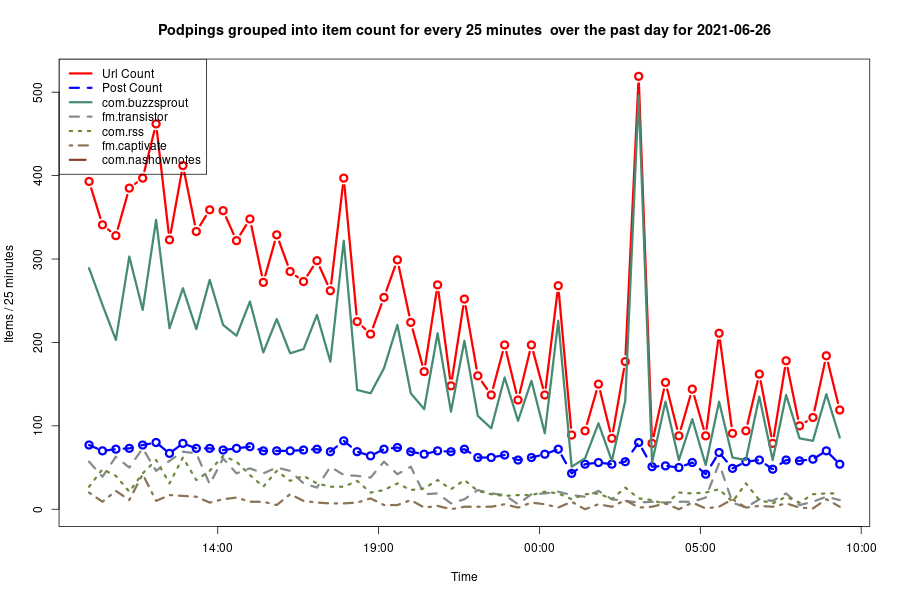 Podpings grouped into item count for every 25 minutes  over the past day for 2021-06-26
Url Count
Post Count
com.buzzsprout
fm.transistor
com.rss
fm.captivate
com.nashownotes
500
400
300
200
100
0
Items / 25 minutes
14:00 19:00 00:00 05:00 10:00
Time